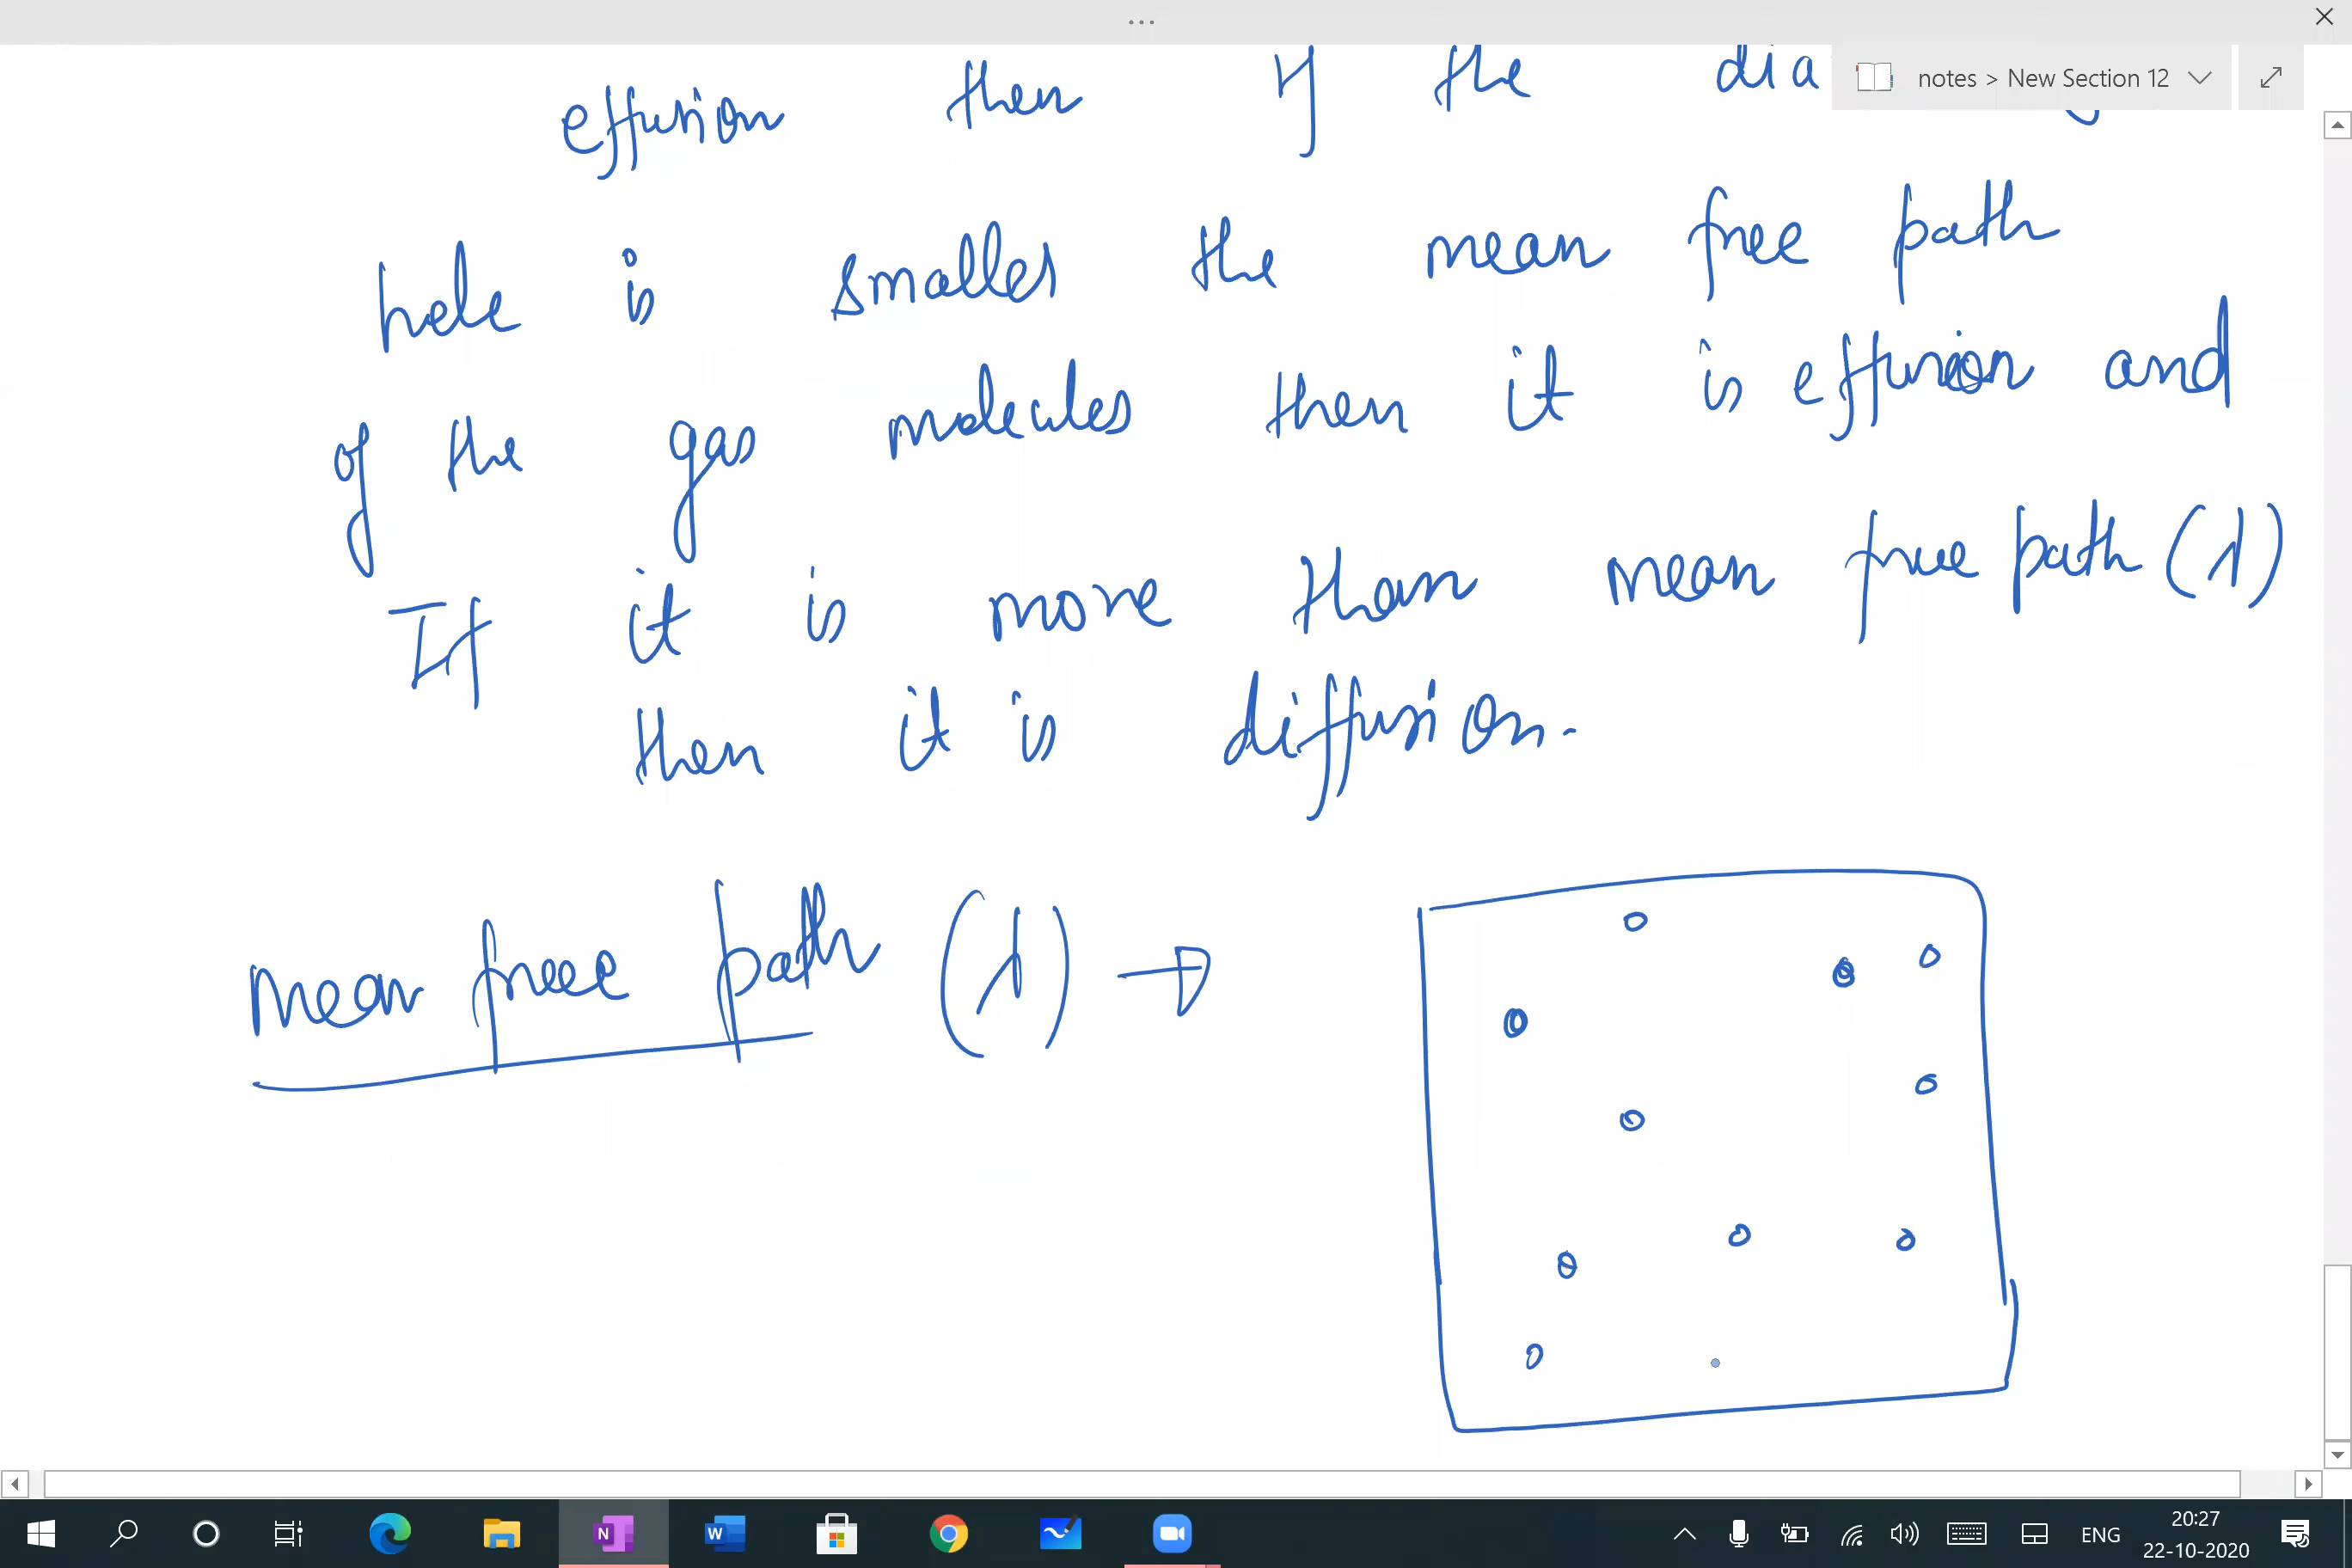 ...
notes > New Section 12
effusion then if the dia
hole is smaller the mean free path
of the gas molecules then it is effusion and
If it is more than mean free path (λ)
then it is diffusion.
mean free path (λ) →
N
W
ENG
20:27
22-10-2020